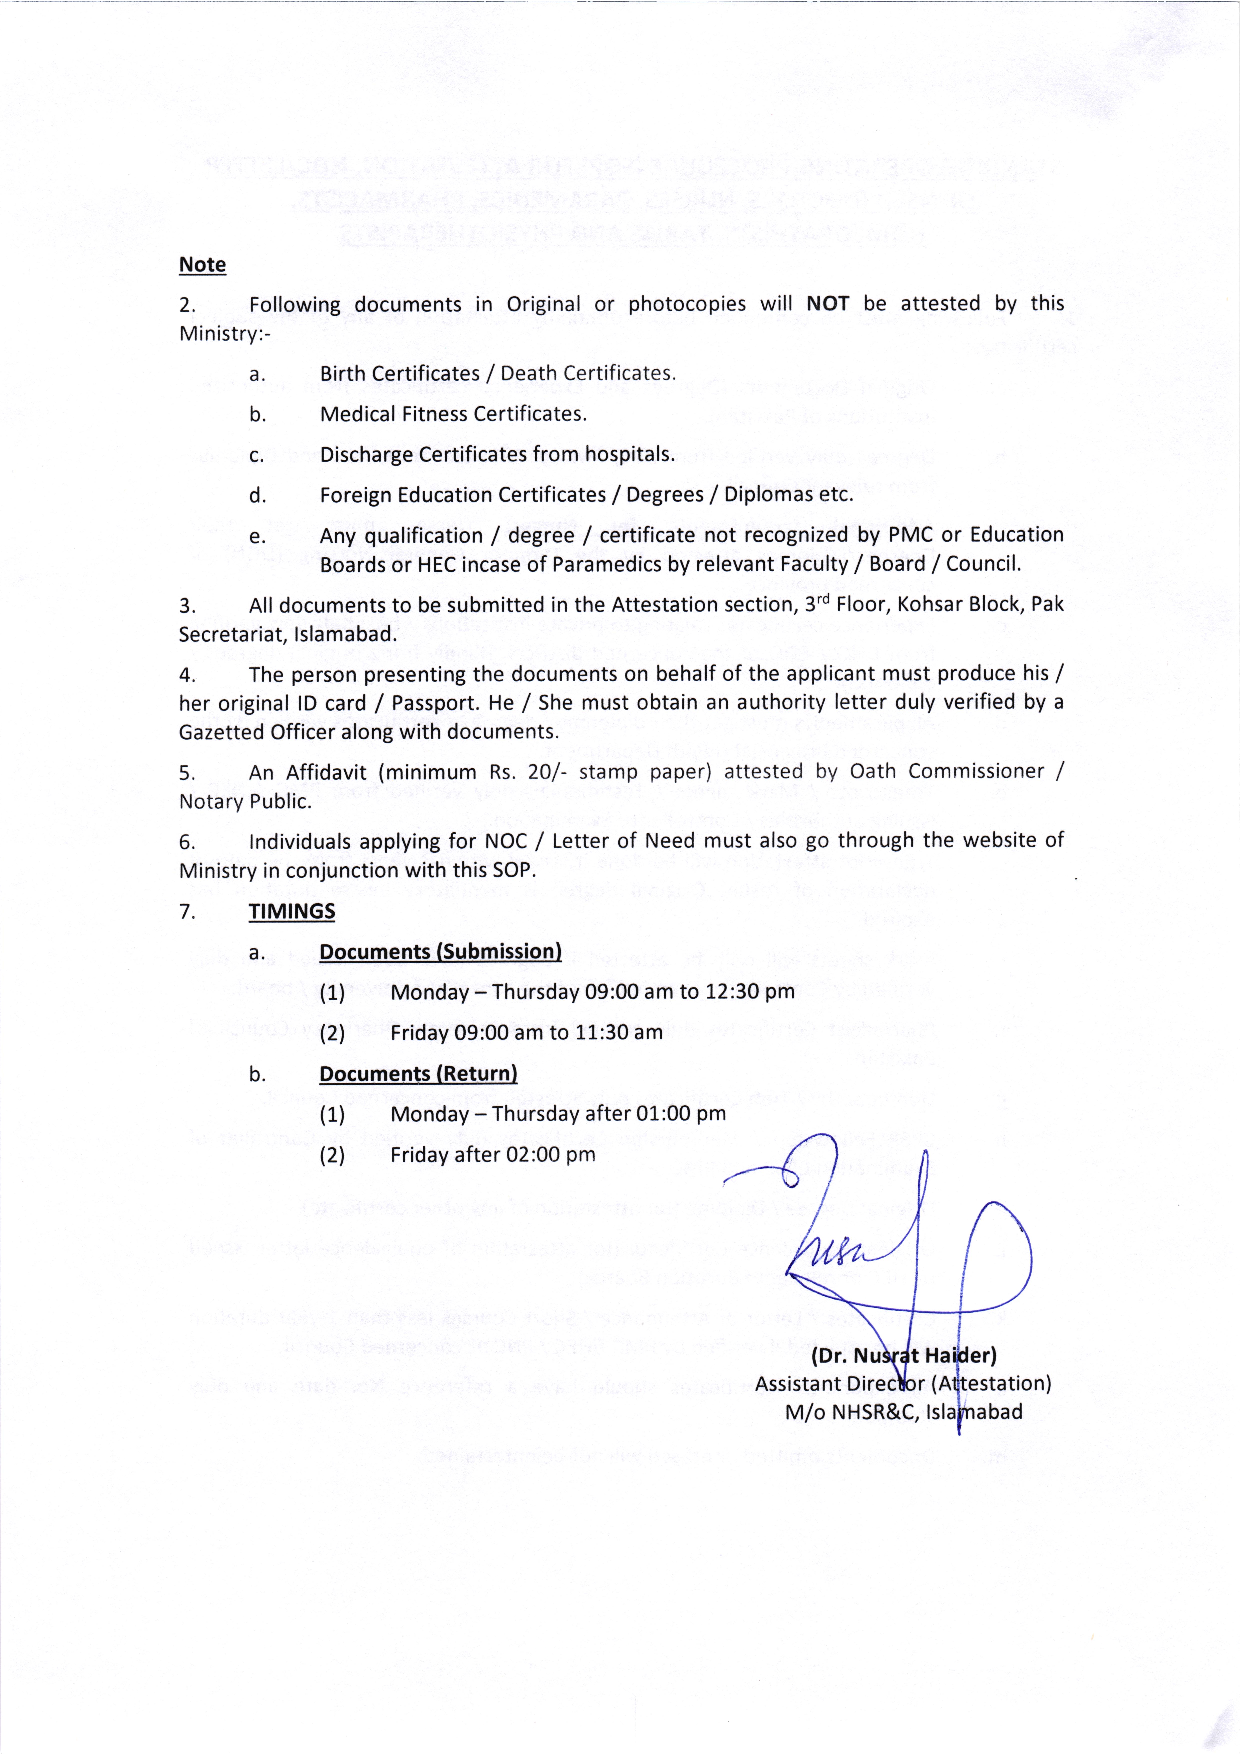 Note
2. Following documents in Original or photocopies will NOT be attested by this
Ministry:-
a. Birth Certificates / Death Certificates.
b. Medical Fitness Certificates.
c. Discharge Certificates from hospitals.
d. Foreign Education Certificates / Degrees / Diplomas etc.
e. Any qualification / degree / certificate not recognized by PMC or Education
Boards or HEC incase of Paramedics by relevant Faculty / Board / Council.
3. All documents to be submitted in the Attestation section, 3rd Floor, Kohsar Block, Pak
Secretariat, Islamabad.
4. The person presenting the documents on behalf of the applicant must produce his /
her original ID card / Passport. He / She must obtain an authority letter duly verified by a
Gazetted Officer along with documents.
5. An Affidavit (minimum Rs. 20/- stamp paper) attested by Oath Commissioner /
Notary Public.
6. Individuals applying for NOC / Letter of Need must also go through the website of
Ministry in conjunction with this SOP.
7. TIMINGS
a. Documents (Submission)
(1) Monday – Thursday 09:00 am to 12:30 pm
(2) Friday 09:00 am to 11:30 am
b. Documents (Return)
(1) Monday – Thursday after 01:00 pm
(2) Friday after 02:00 pm
(Dr. Nusrat Haider)
Assistant Director (Attestation)
M/o NHSR&C, Islamabad